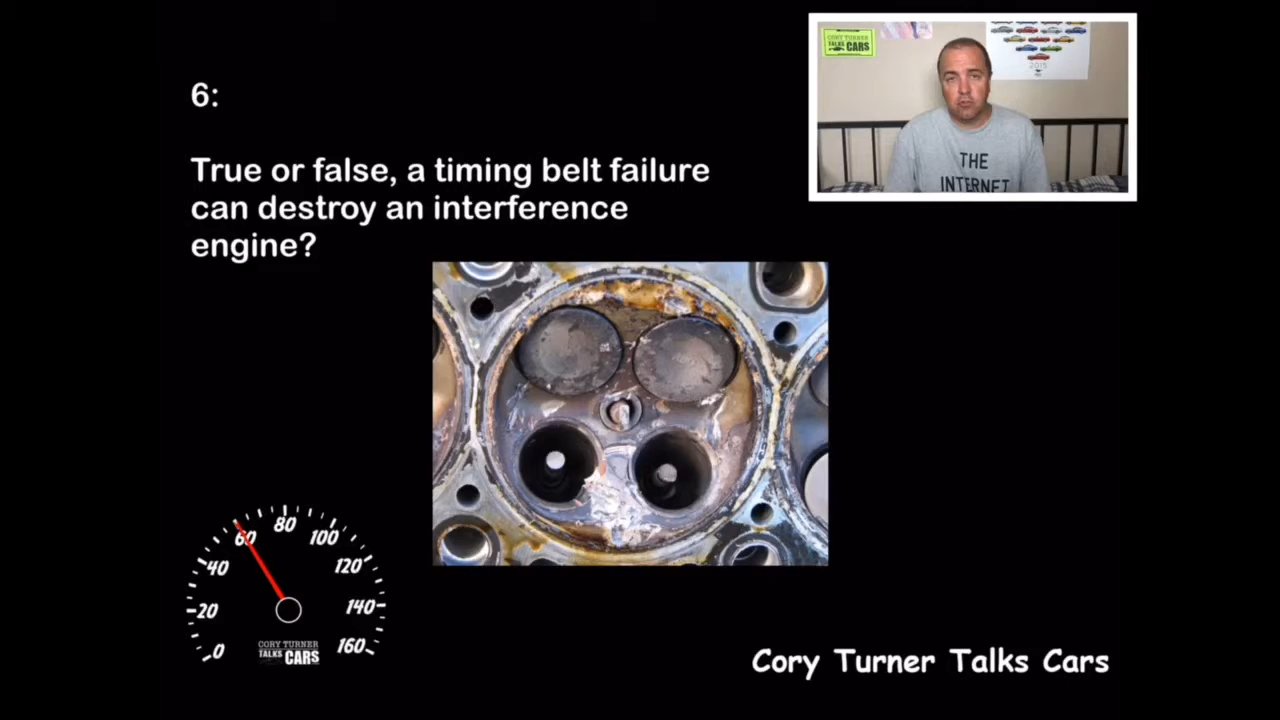 6:
True or false, a timing belt failure
can destroy an interference
engine?
CORY TURNER
TALKS CARS
2015
THE
INTERNET
0
20
40
60
80
100
120
140
160
CORY TURNER
TALKS CARS
Cory Turner Talks Cars